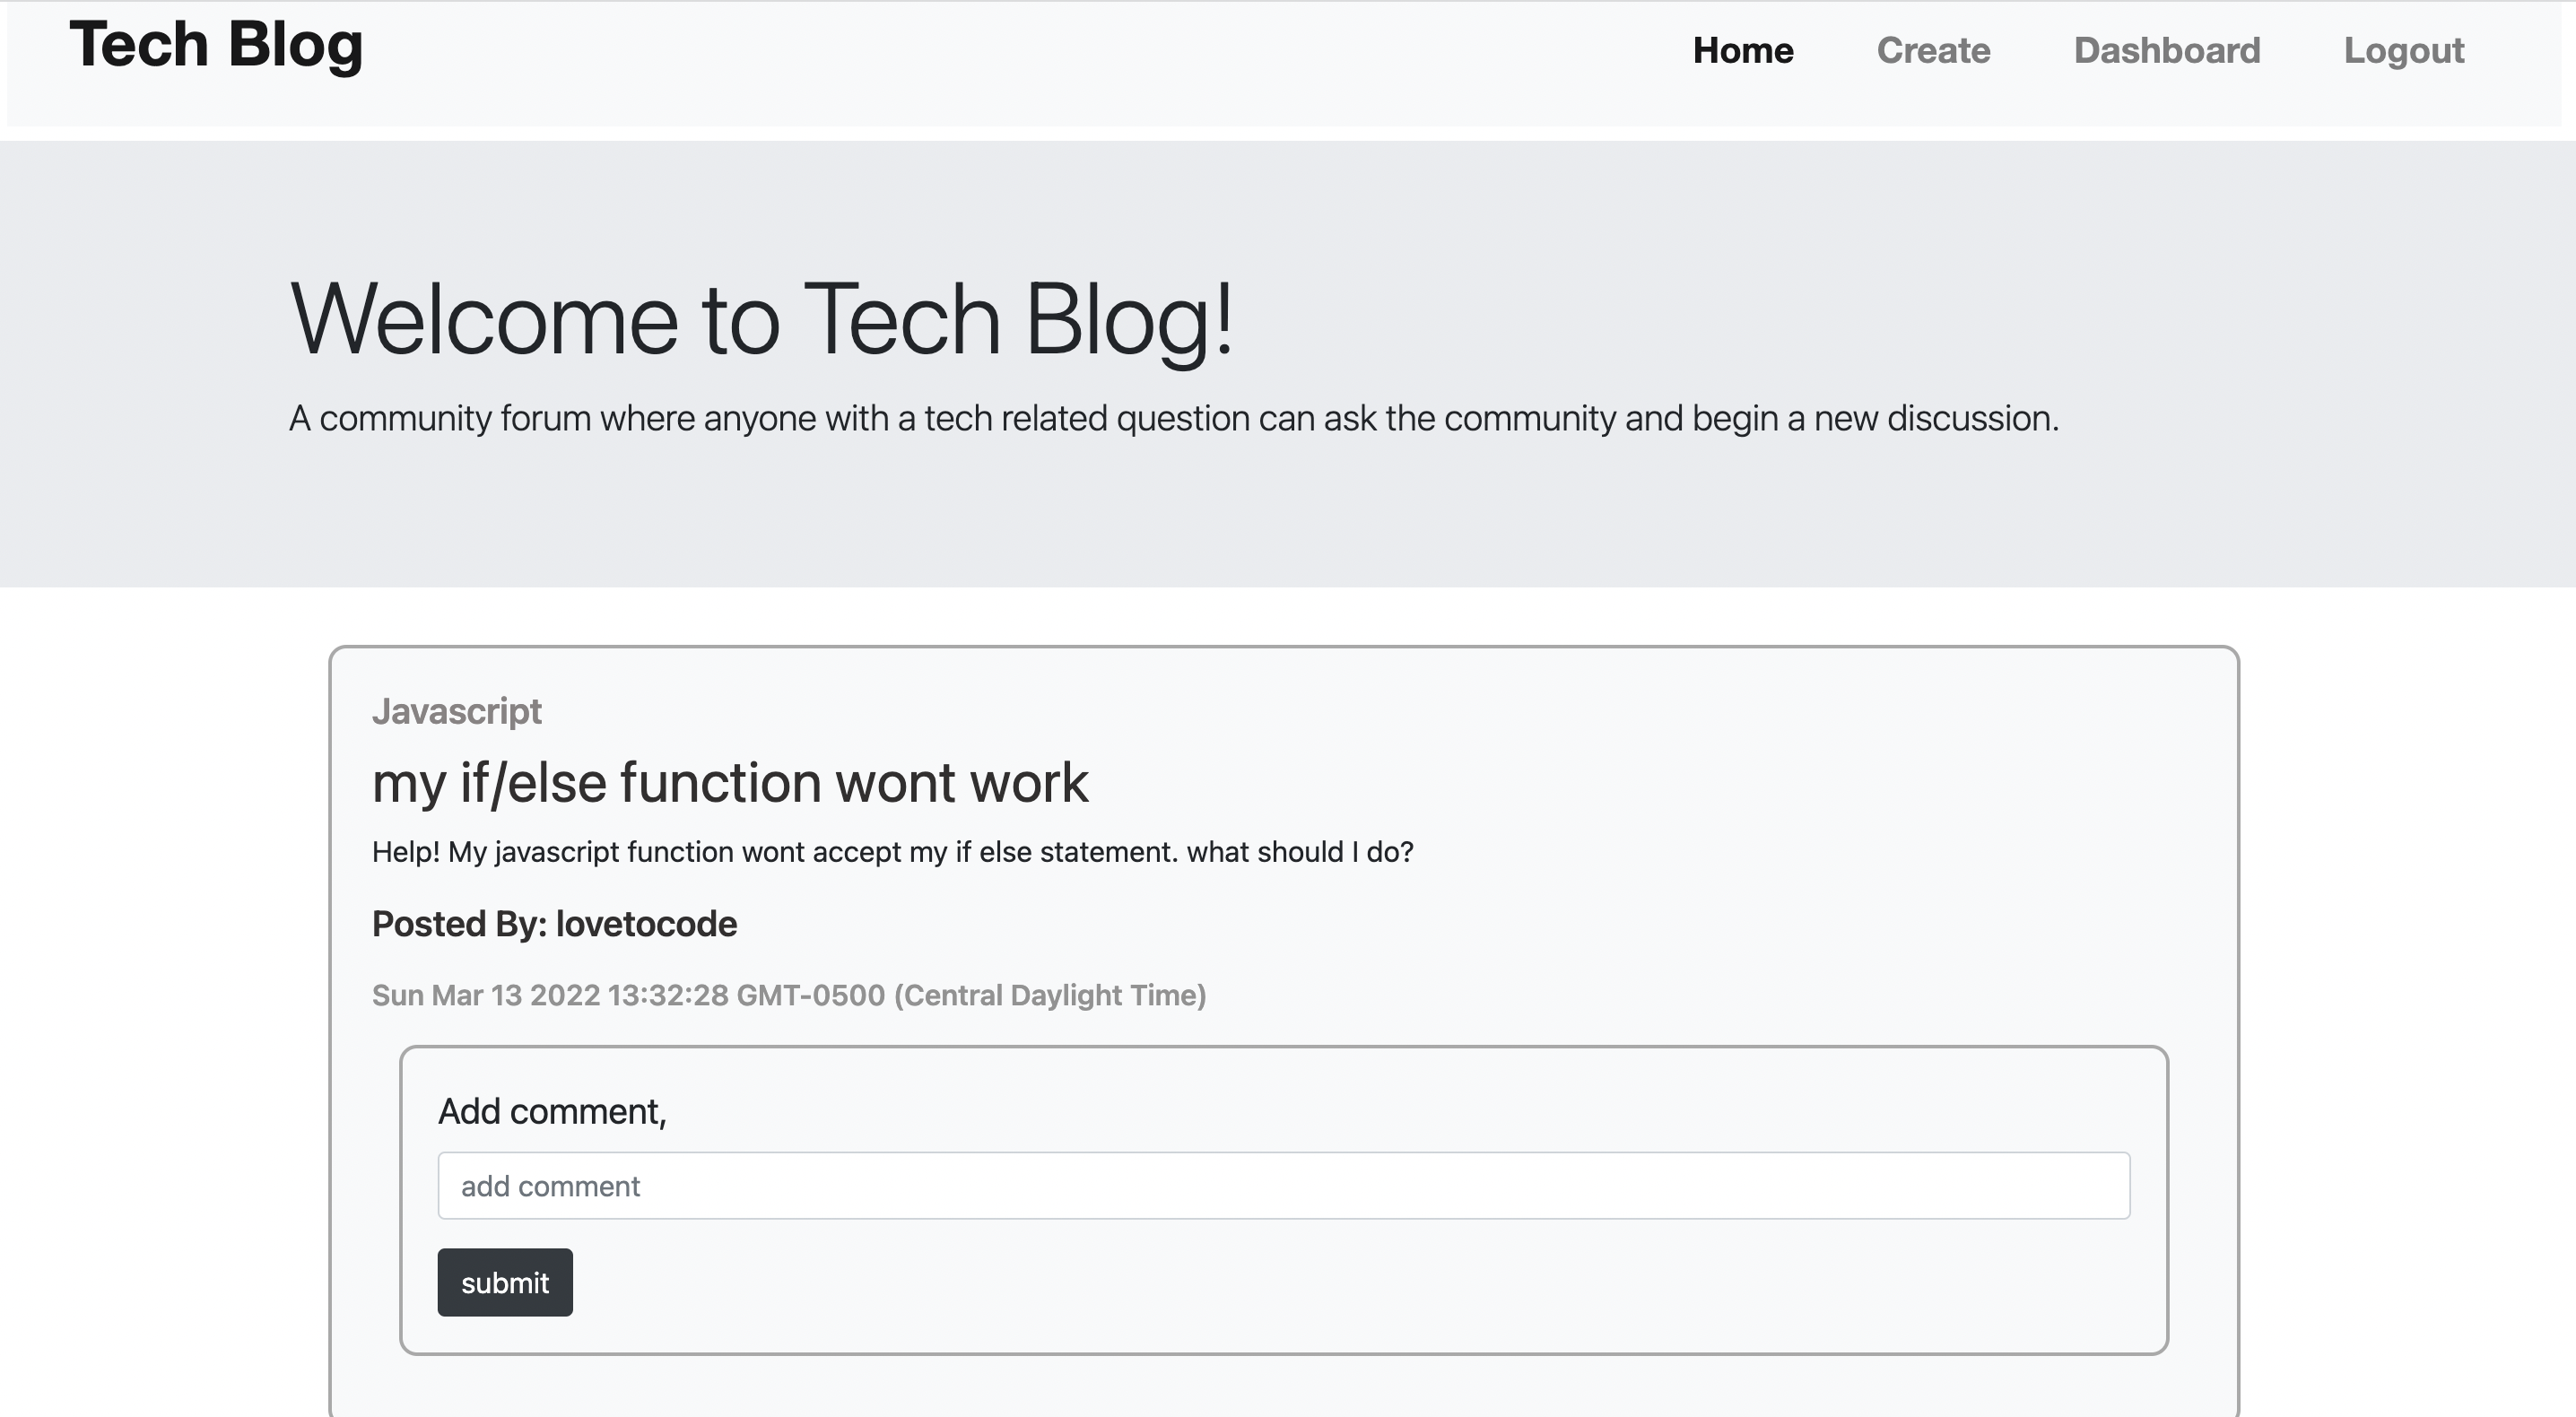 Tech Blog
Home Create Dashboard Logout
Welcome to Tech Blog!
A community forum where anyone with a tech related question can ask the community and begin a new discussion.
Javascript
my if/else function wont work
Help! My javascript function wont accept my if else statement. what should I do?
Posted By: lovetocode
Sun Mar 13 2022 13:32:28 GMT-0500 (Central Daylight Time)
Add comment,
add comment
submit